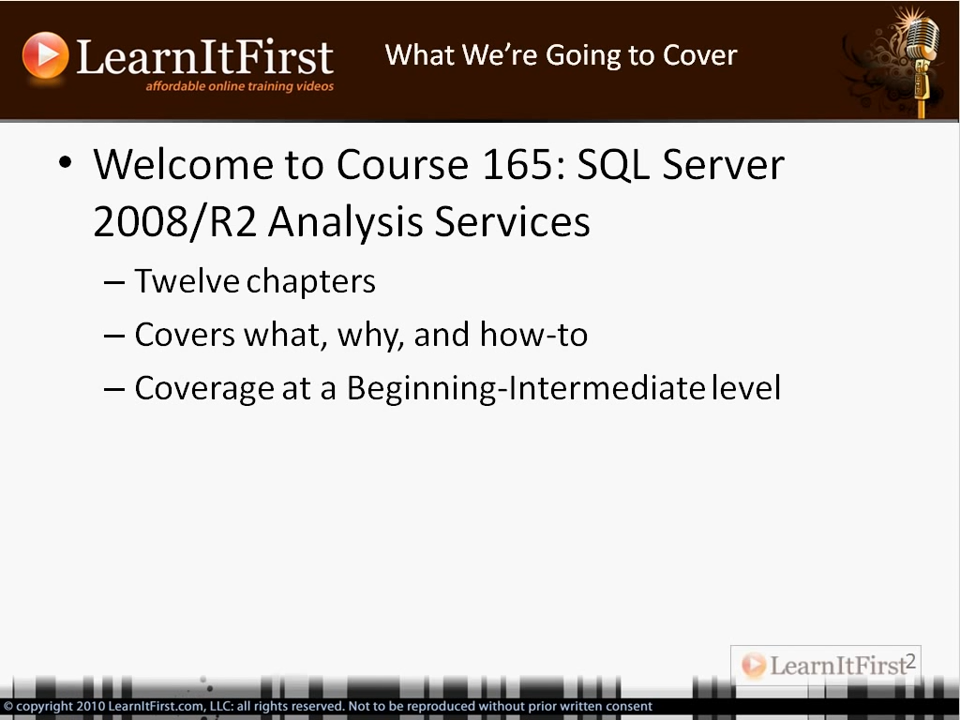 LearnItFirst
affordable online training videos
What We're Going to Cover
• Welcome to Course 165: SQL Server
2008/R2 Analysis Services
– Twelve chapters
– Covers what, why, and how-to
– Coverage at a Beginning-Intermediate level
LearnItFirst
2
© copyright 2010 LearnItFirst.com, LLC: all rights reserved. Not to be reproduced without prior written consent